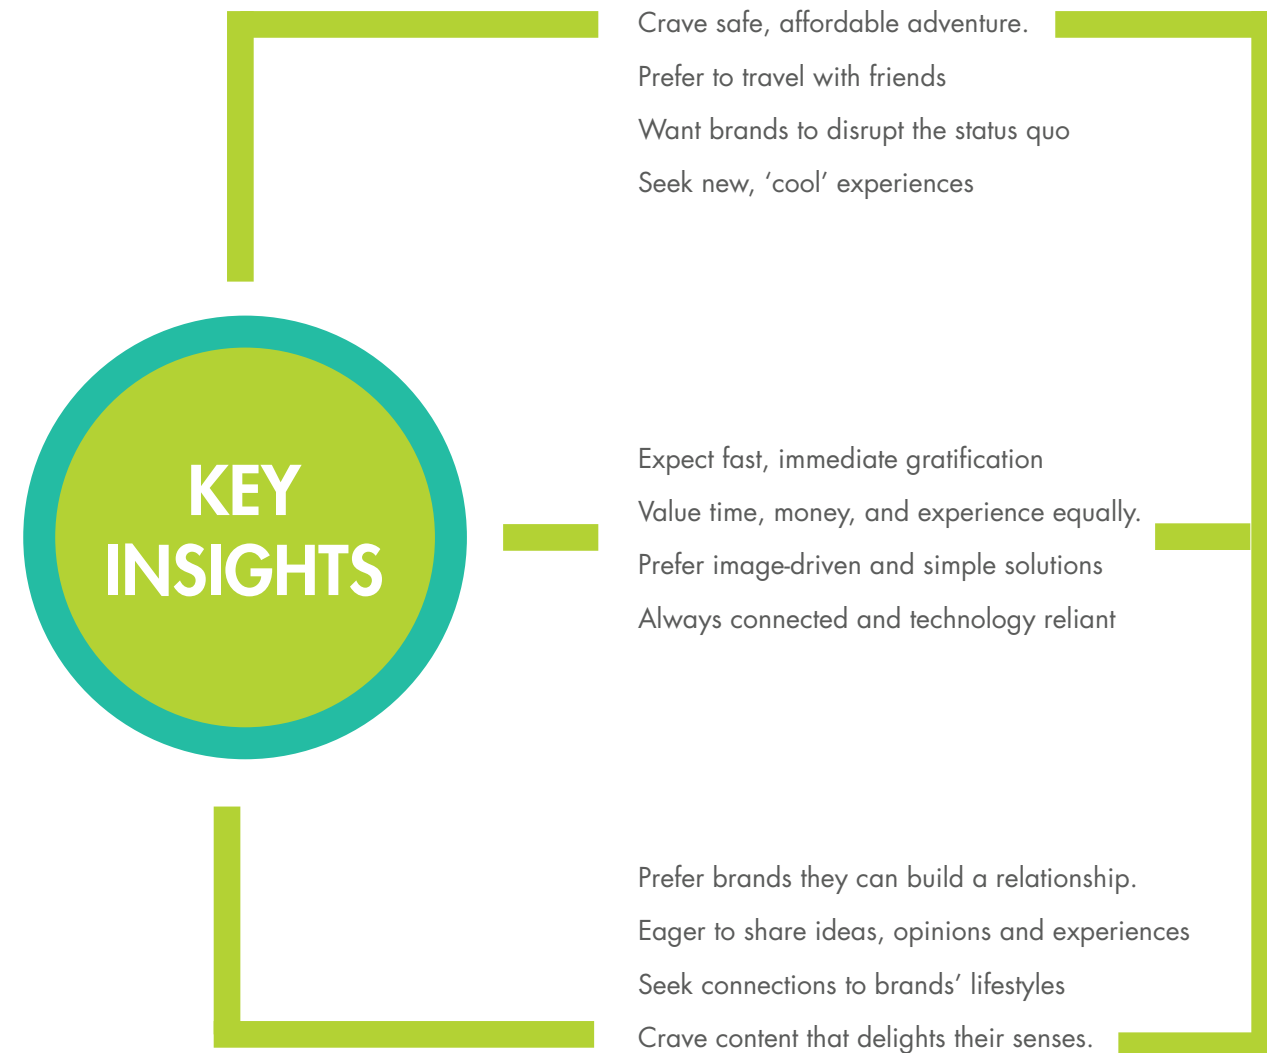 KEY
INSIGHTS
Crave safe, affordable adventure.
Prefer to travel with friends
Want brands to disrupt the status quo
Seek new, ‘cool’ experiences
Expect fast, immediate gratification
Value time, money, and experience equally.
Prefer image-driven and simple solutions
Always connected and technology reliant
Prefer brands they can build a relationship.
Eager to share ideas, opinions and experiences
Seek connections to brands’ lifestyles
Crave content that delights their senses.